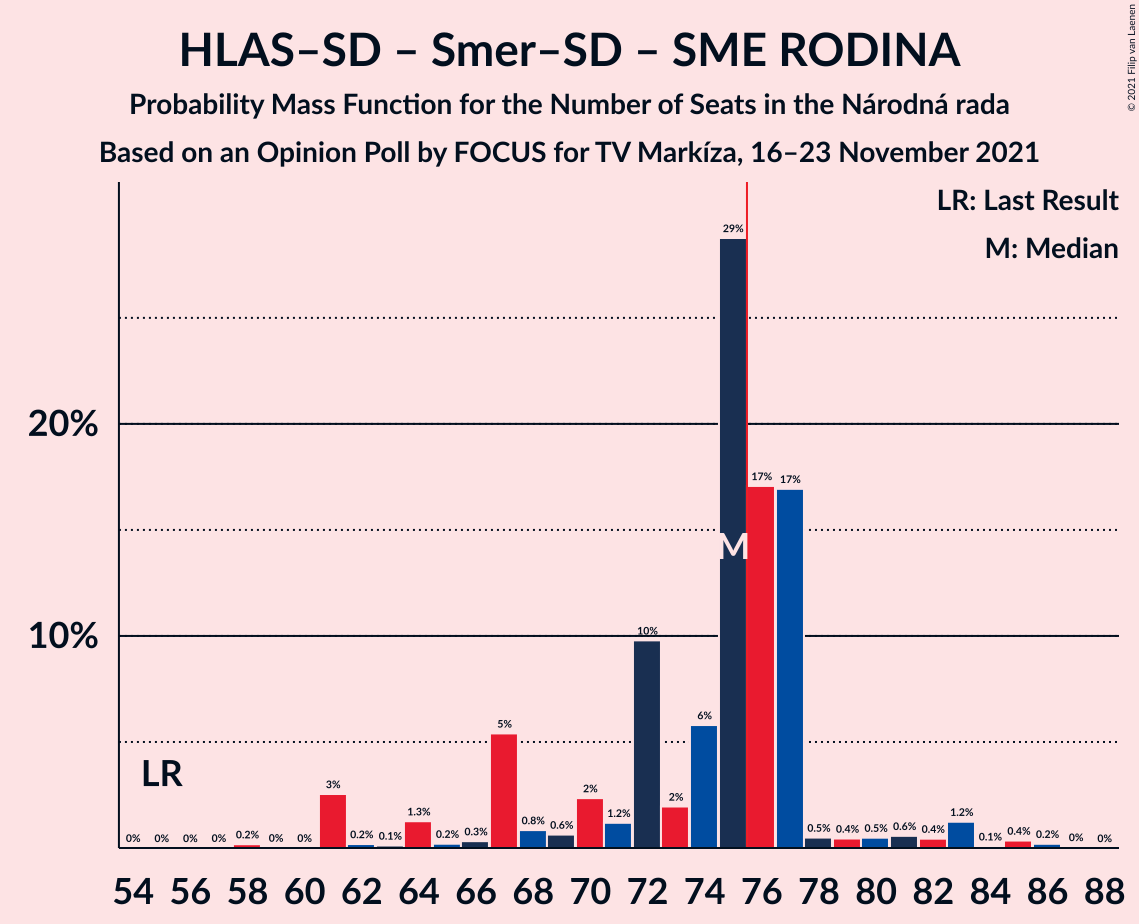 HLAS–SD – Smer–SD – SME RODINA
Probability Mass Function for the Number of Seats in the Národná rada
Based on an Opinion Poll by FOCUS for TV Markíza, 16–23 November 2021
© 2021 Filip van Laenen
LR: Last Result
M: Median
20%
10%
LR
M
0% 0% 0% 0% 0.2% 0% 0% 3% 0.2% 0.1% 1.3% 0.2% 0.3% 5% 0.8% 0.6% 2% 1.2% 10% 2% 6% 29% 17% 17% 0.5% 0.4% 0.5% 0.6% 0.4% 1.2% 0.1% 0.4% 0.2% 0% 0%
54 56 58 60 62 64 66 68 70 72 74 76 78 80 82 84 86 88